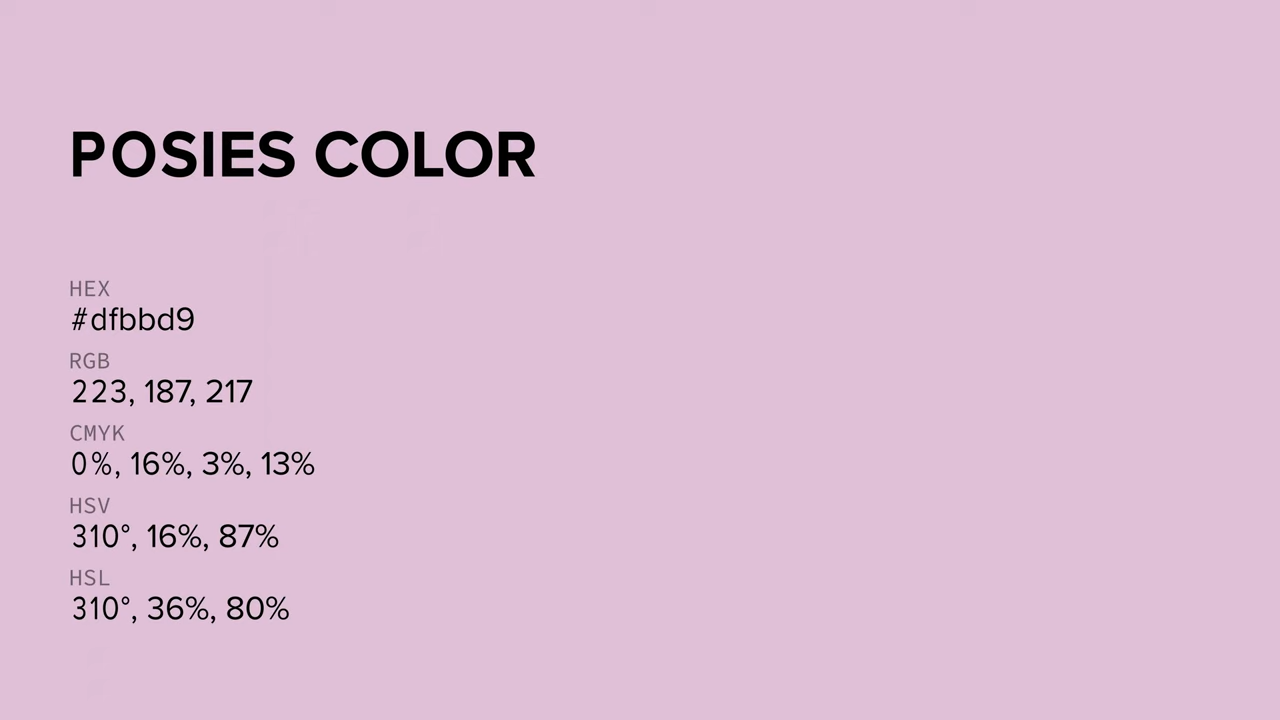 POSIES COLOR
HEX
#dfbbd9
RGB
223, 187, 217
CMYK
0%, 16%, 3%, 13%
HSV
310°, 16%, 87%
HSL
310°, 36%, 80%